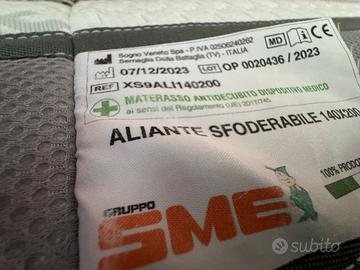 Sogno Veneto Spa - P.IVA 02506240262
Sernaglia Della Battaglia (TV) - ITALIA
07/12/2023 LOT OP 0020436 / 2023
MD
REF XS9ALI140200
MATERASSO ANTIDECUBITO DISPOSITIVO MEDICO
ai sensi del Regolamento (UE) 2017/745
ALIANTE SFODERABILE 140X200
GRUPPO
SME
100% PRODO
subito